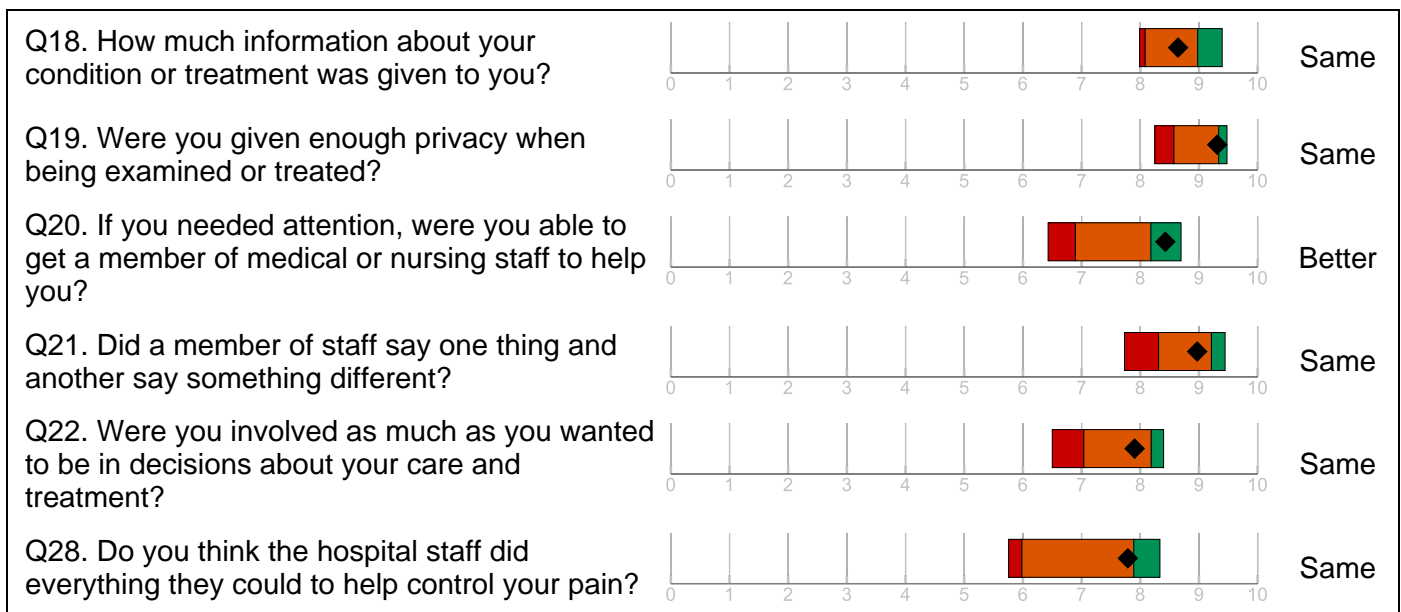 Q18. How much information about your
condition or treatment was given to you?
0 1 2 3 4 5 6 7 8 9 10
Same
Q19. Were you given enough privacy when
being examined or treated?
0 1 2 3 4 5 6 7 8 9 10
Same
Q20. If you needed attention, were you able to
get a member of medical or nursing staff to help
you?
0 1 2 3 4 5 6 7 8 9 10
Better
Q21. Did a member of staff say one thing and
another say something different?
0 1 2 3 4 5 6 7 8 9 10
Same
Q22. Were you involved as much as you wanted
to be in decisions about your care and
treatment?
0 1 2 3 4 5 6 7 8 9 10
Same
Q28. Do you think the hospital staff did
everything they could to help control your pain?
0 1 2 3 4 5 6 7 8 9 10
Same